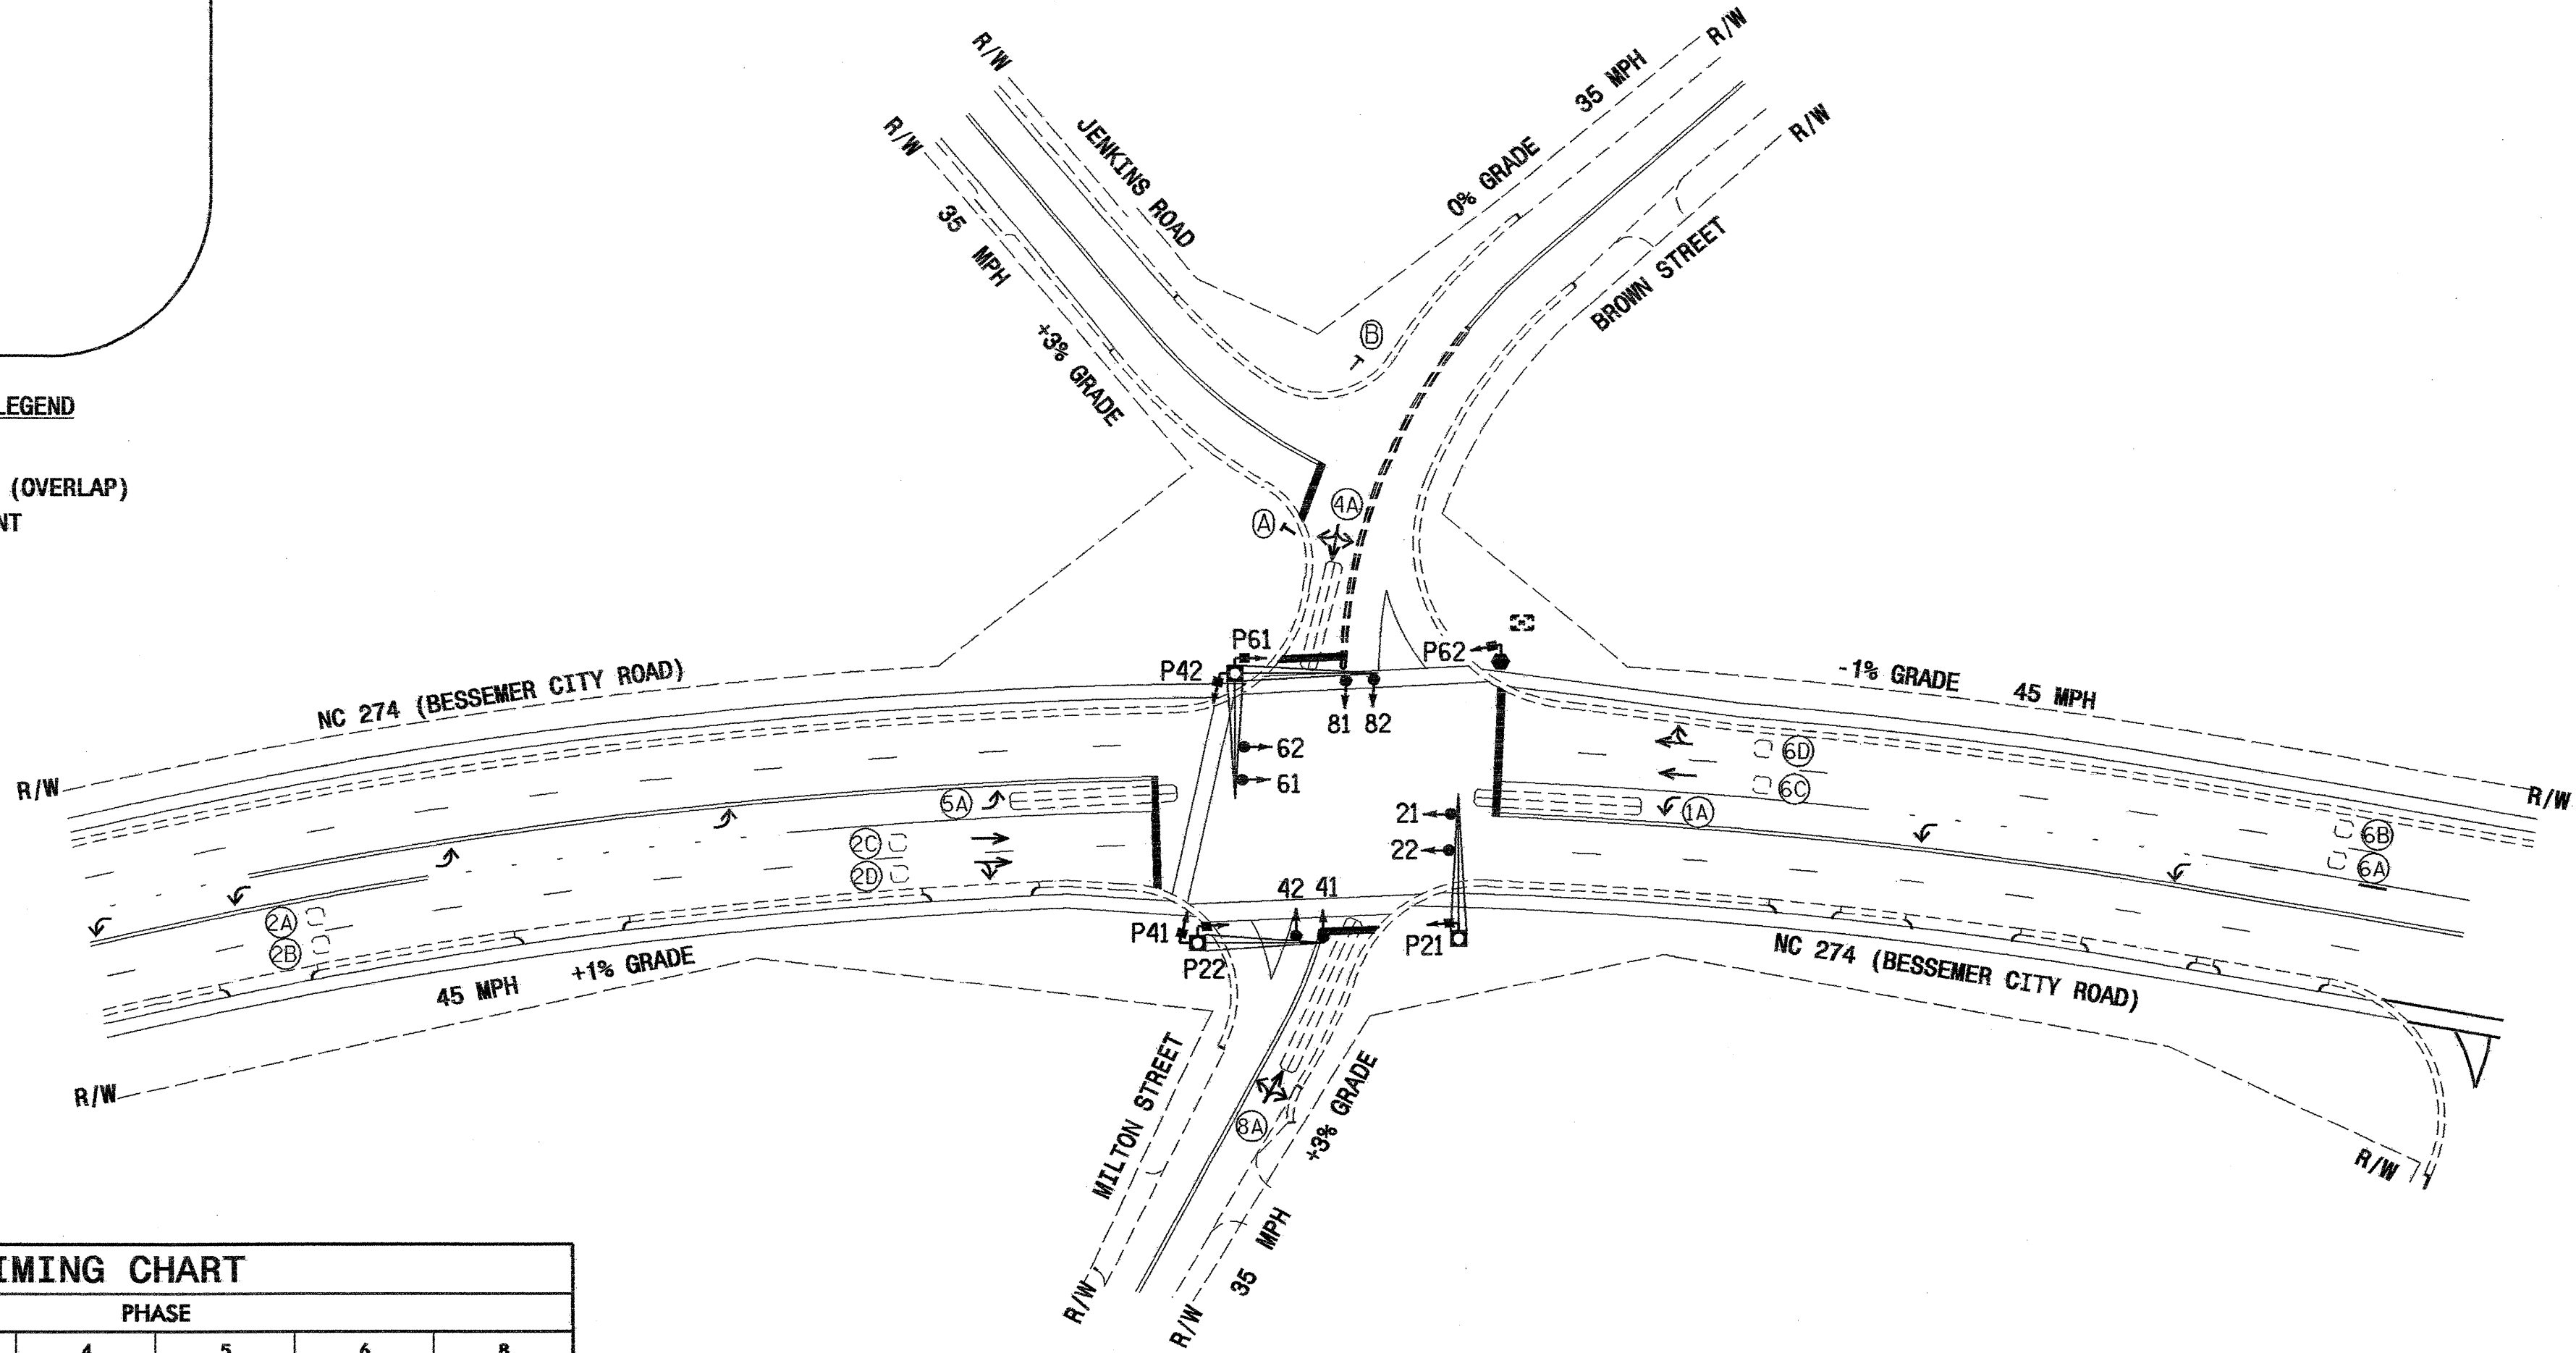 R/W
R/W
R/W
R/W
JENKINS ROAD
35 MPH
+3% GRADE
0% GRADE 35 MPH
BROWN STREET
LEGEND
(OVERLAP)
NT
B
A
4A
P61
P62
P42
81 82
62
61
21
22
42 41
P41
P22
P21
NC 274 (BESSEMER CITY ROAD)
-1% GRADE 45 MPH
R/W
R/W
5A
2C
2D
2A
2B
6D
6C
1A
6B
6A
45 MPH +1% GRADE
NC 274 (BESSEMER CITY ROAD)
R/W
R/W
MILTON STREET
8A
+3% GRADE
35 MPH
R/W
R/W
IMING CHART
PHASE
4 5 6 8